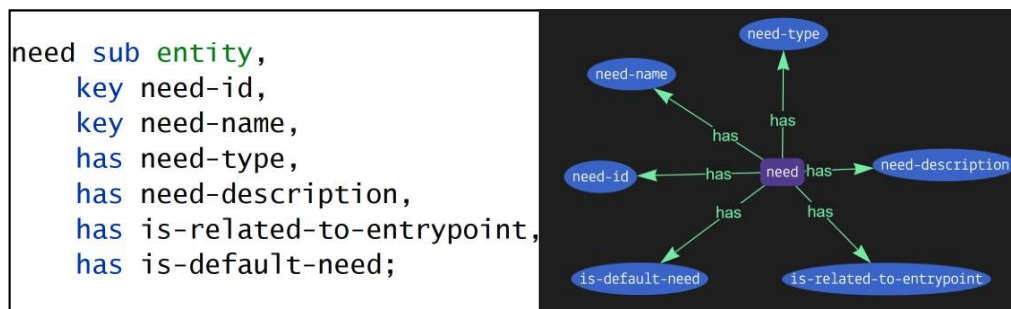 need sub entity,
key need-id,
key need-name,
has need-type,
has need-description,
has is-related-to-entrypoint,
has is-default-need;
need-type
need-name
has
has
need-id
has
need
has
need-description
has
has
is-default-need
is-related-to-entrypoint